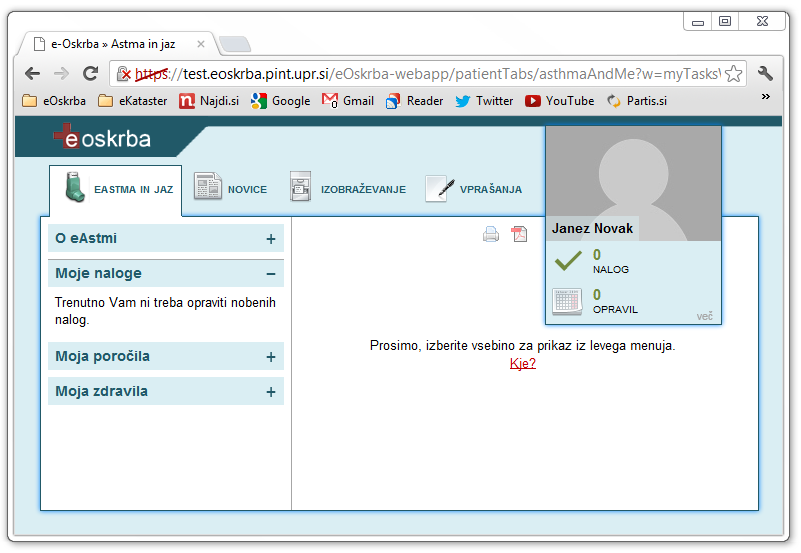 e-Oskrba » Astma in jaz
https://test.eoskrba.pint.upr.si/eOskrba-webapp/patientTabs/asthmaAndMe?w=myTasksW
eOskrba
eKataster
Najdi.si
Google
Gmail
Reader
Twitter
YouTube
Partis.si
»
eoskrba
EASTMA IN JAZ
NOVICE
IZOBRAŽEVANJE
VPRAŠANJA
Janez Novak
0
NALOG
0
OPRAVIL
več
O eAstmi +
Moje naloge −
Trenutno Vam ni treba opraviti nobenih
nalog.
Moja poročila +
Moja zdravila +
Prosimo, izberite vsebino za prikaz iz levega menuja.
Kje?